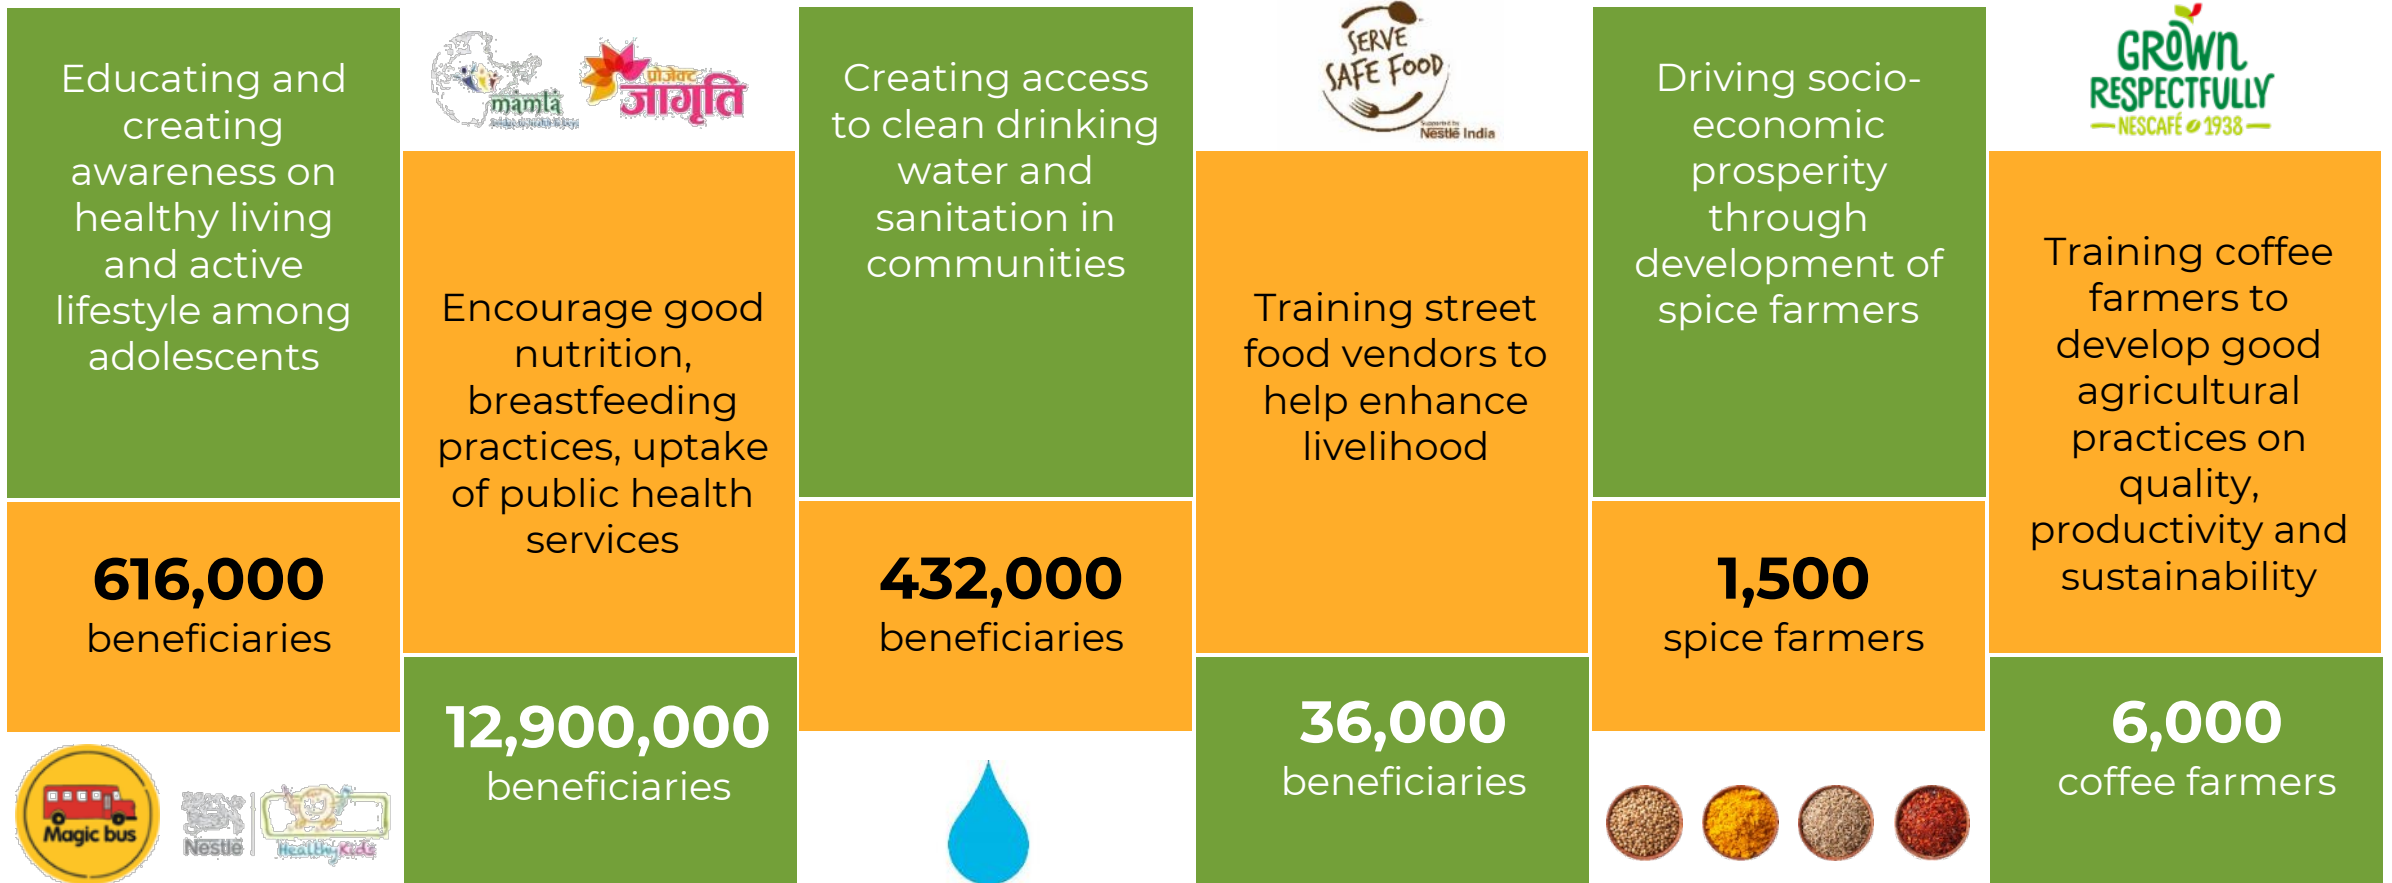 Educating and
creating
awareness on
healthy living
and active
lifestyle among
adolescents
616,000
beneficiaries
Magic bus
Nestlé
HealthyKids
mamta
प्रोजेक्ट
जागृति
Encourage good
nutrition,
breastfeeding
practices, uptake
of public health
services
12,900,000
beneficiaries
Creating access
to clean drinking
water and
sanitation in
communities
432,000
beneficiaries
SERVE
SAFE FOOD
Supported by
Nestlé India
Training street
food vendors to
help enhance
livelihood
36,000
beneficiaries
Driving socio-
economic
prosperity
through
development of
spice farmers
1,500
spice farmers
GROWN
RESPECTFULLY
NESCAFÉ 1938
Training coffee
farmers to
develop good
agricultural
practices on
quality,
productivity and
sustainability
6,000
coffee farmers